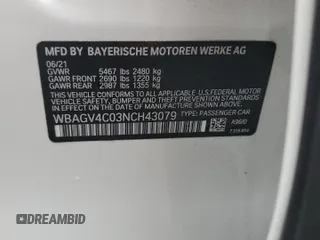 MFD BY BAYERISCHE MOTOREN WERKE AG
06/21
GVWR 5467 lbs 2480 kg
GAWR FRONT 2690 lbs 1220 kg
GAWR REAR 2987 lbs 1355 kg
THIS VEHICLE CONFORMS TO ALL APPLICABLE FEDERAL MOTOR VEHICLE SAFETY, BUMPER, AND THEFT PREVENTION STANDARDS IN EFFECT ON THE DATE OF MANUFACTURE SHOWN ABOVE.
WBAGV4C03NCH43079 TYPE: PASSENGER CAR
DREAMBID